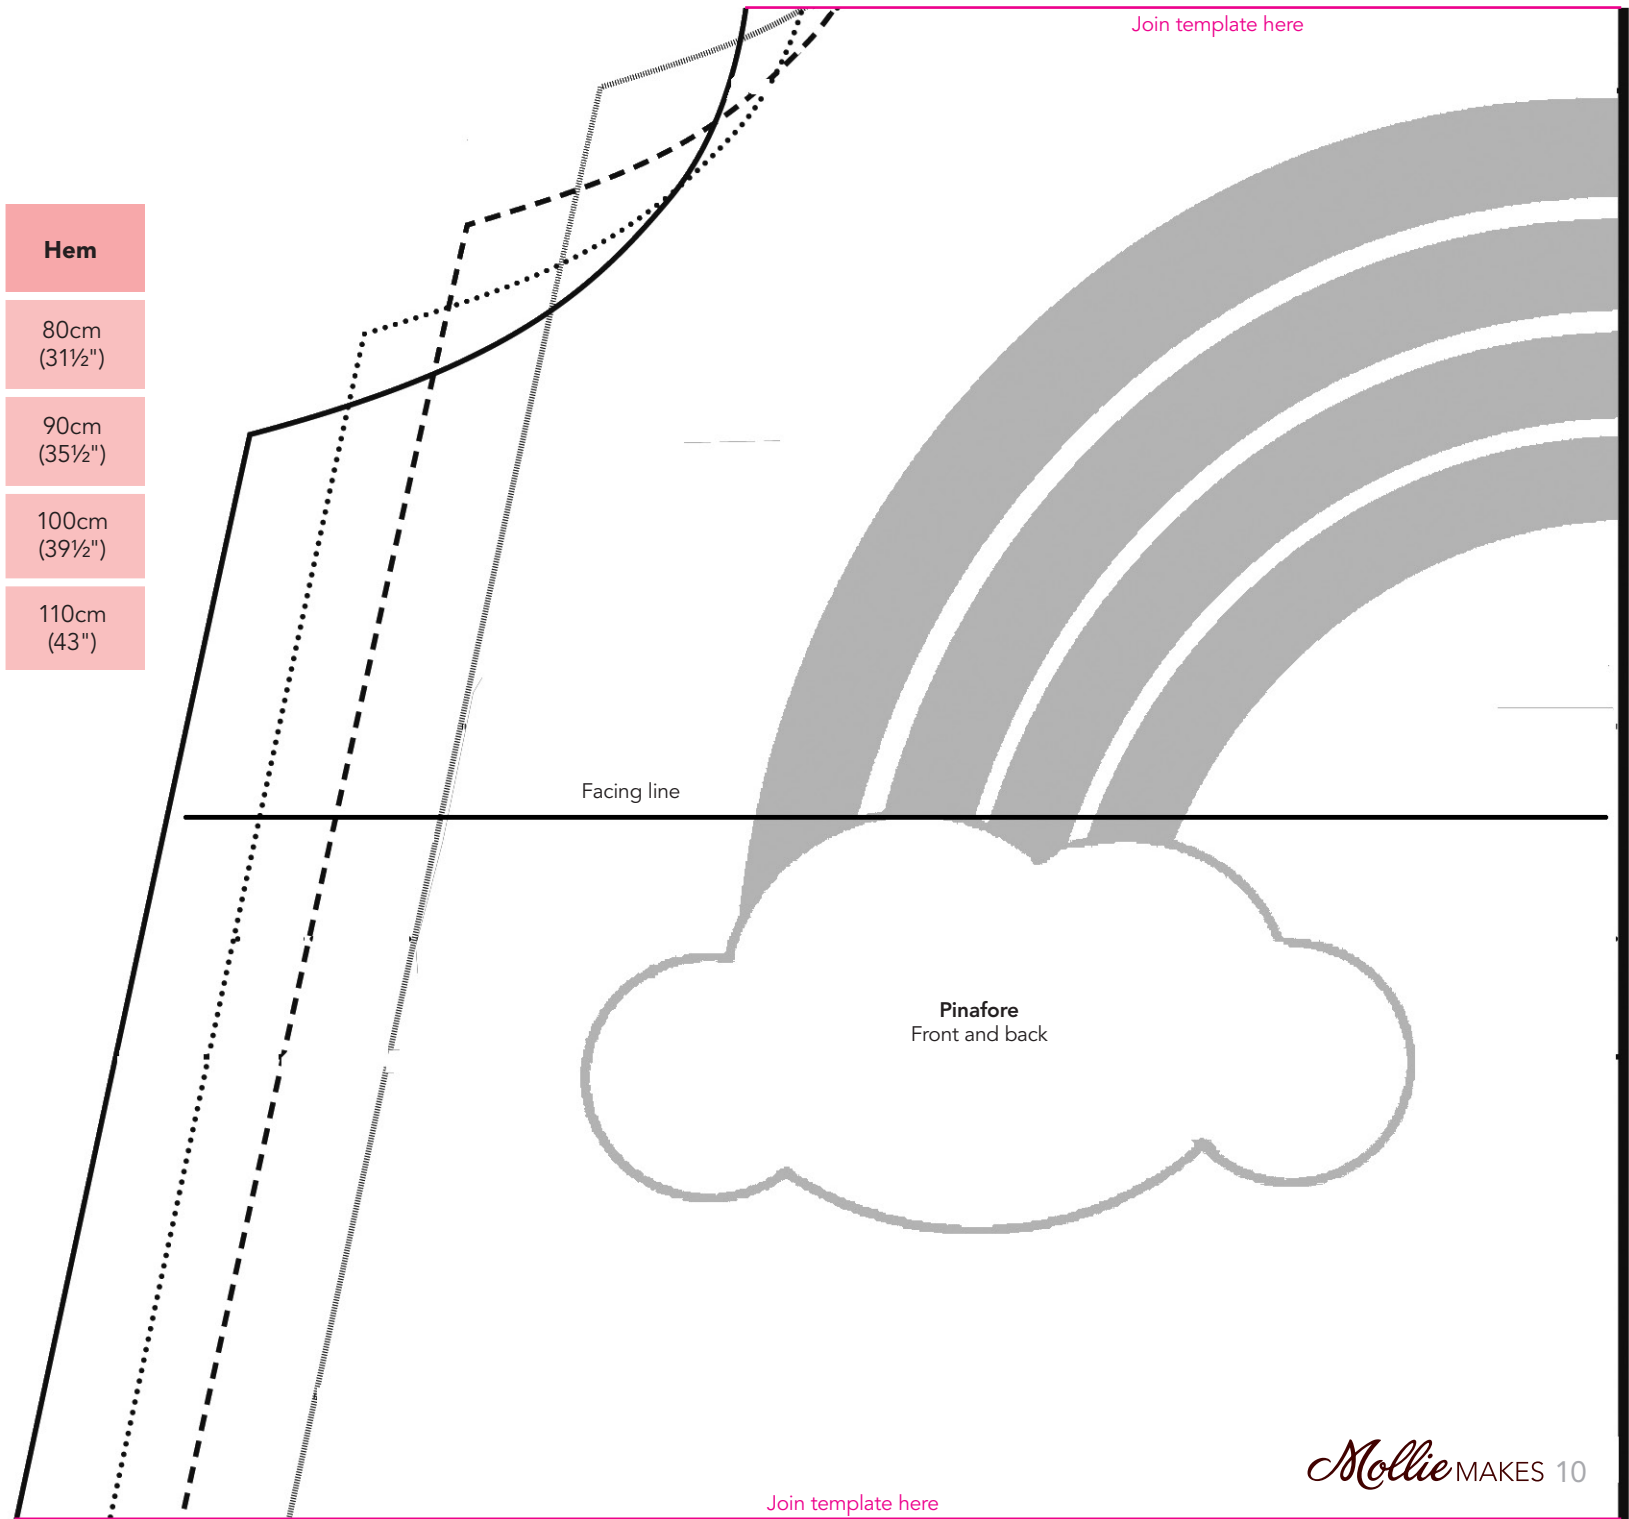 Join template here
Hem
80cm
(31½")
90cm
(35½")
100cm
(39½")
110cm
(43")
Facing line
Pinafore
Front and back
Mollie MAKES 10
Join template here